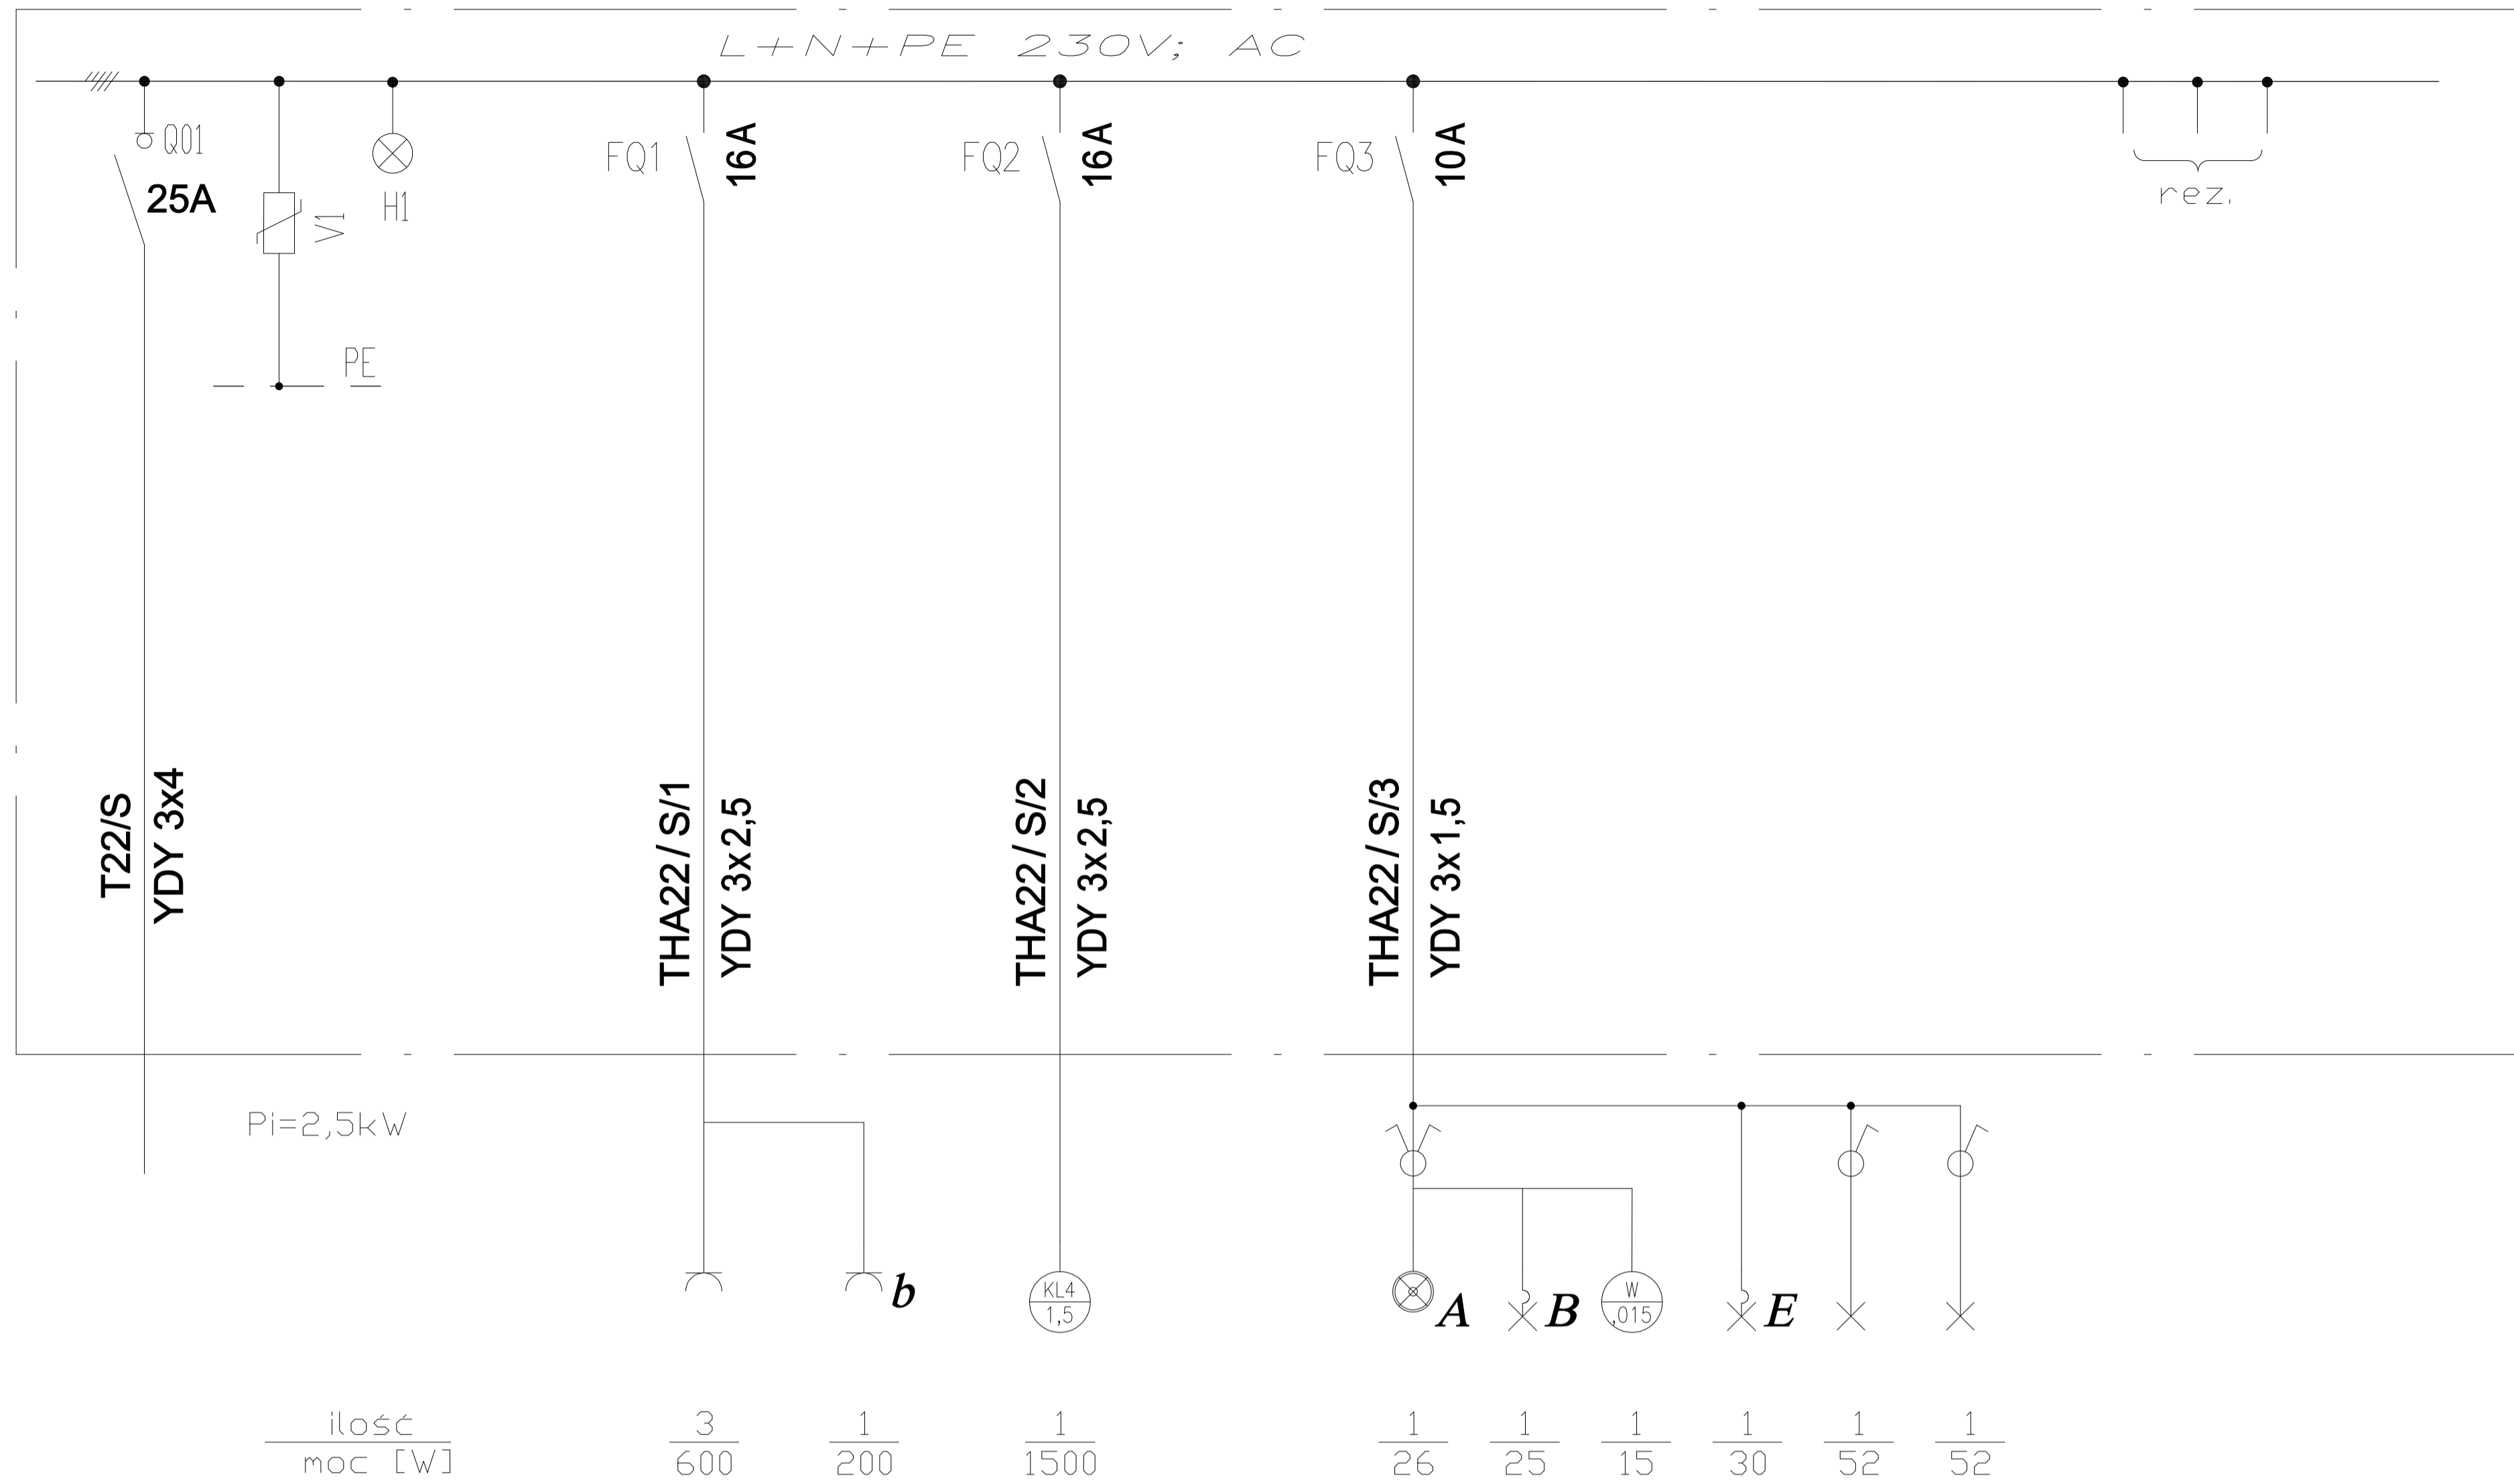 L+N+PE 230V; AC
Q01
25A
V1
H1
PE
FQ1
16A
FQ2
16A
FQ3
10A
rez.
T22/S
YDY 3x4
THA22/S/1
YDY 3x2,5
THA22/S/2
YDY 3x2,5
THA22/S/3
YDY 3x1,5
Pi=2,5kW
b
KL4
1,5
A
B
W
,015
E
ilość
moc [W]
3
600
1
200
1
1500
1
26
1
25
1
15
1
30
1
52
1
52